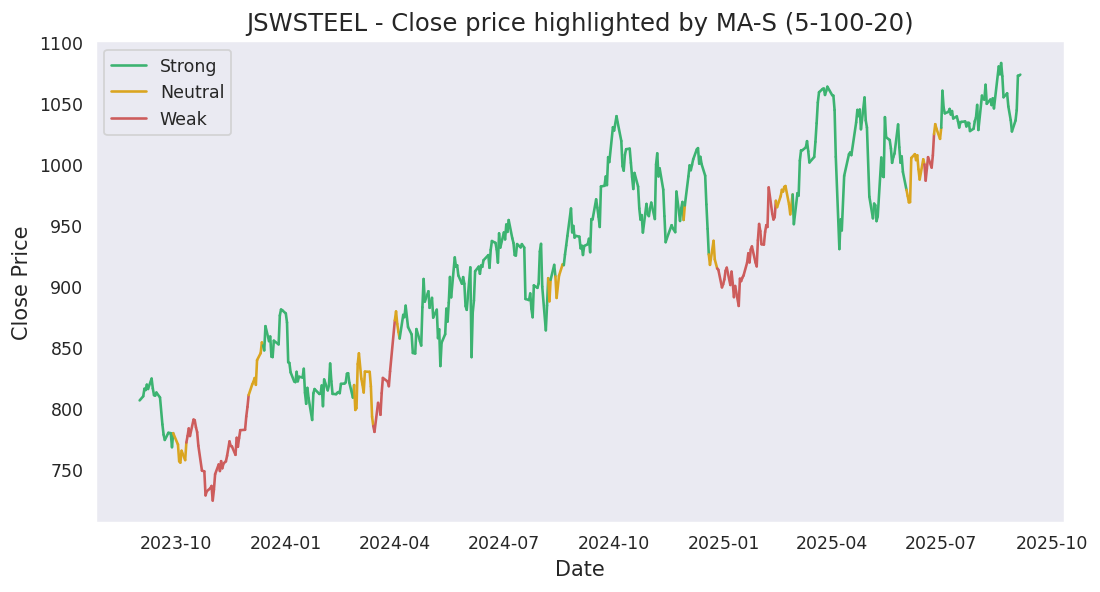 JSWSTEEL - Close price highlighted by MA-S (5-100-20)
Strong
Neutral
Weak
Close Price
1100
1050
1000
950
900
850
800
750
2023-10 2024-01 2024-04 2024-07 2024-10 2025-01 2025-04 2025-07 2025-10
Date